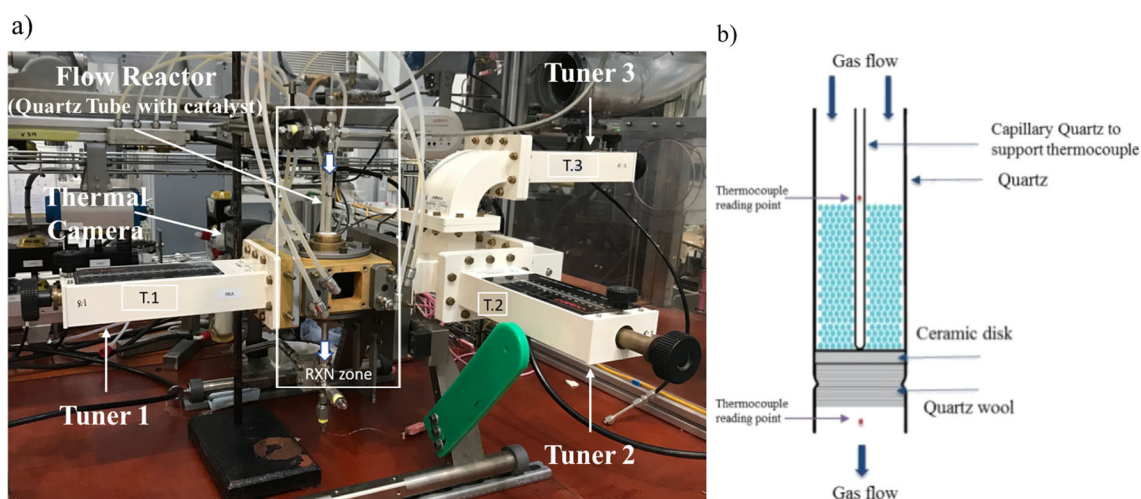 a)
Flow Reactor
(Quartz Tube with catalyst)
Tuner 3
T.3
Thermal
Camera
T.1
T.2
RXN zone
Tuner 1
Tuner 2
b)
Gas flow
Capillary Quartz to
support thermocouple
Thermocouple
reading point
Quartz
Ceramic disk
Quartz wool
Thermocouple
reading point
Gas flow